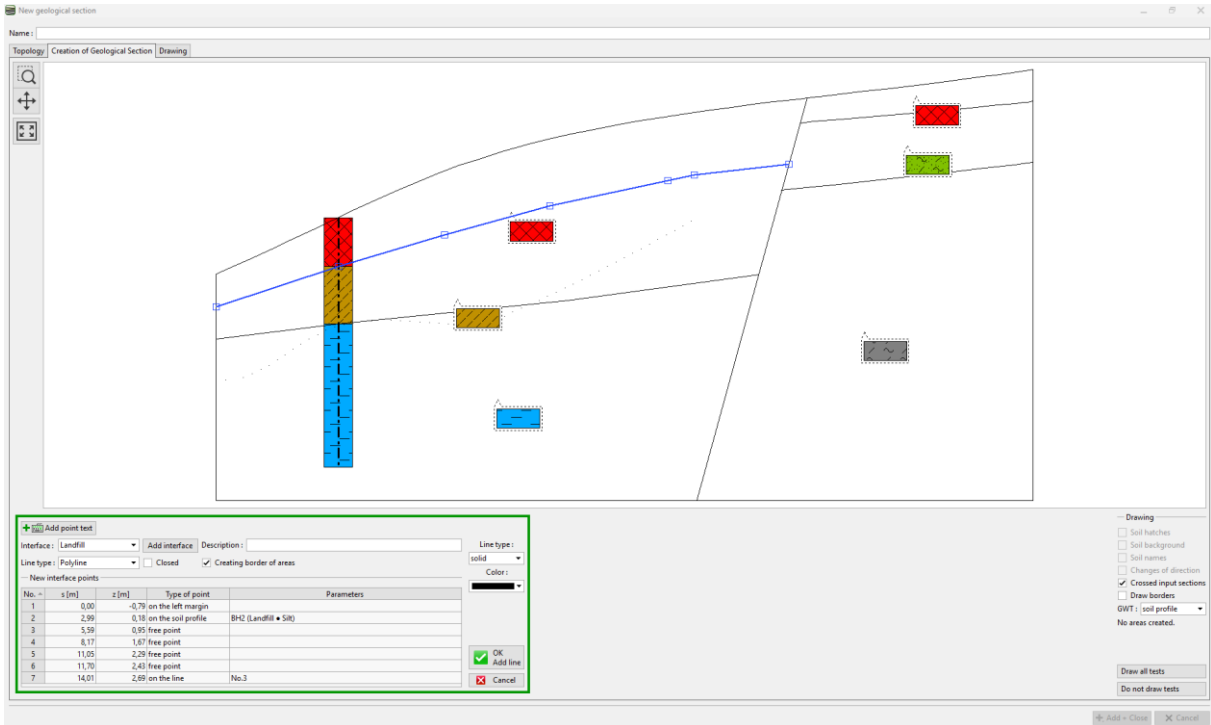 New geological section
Name :
Topology Creation of Geological Section Drawing
Add point text
Interface : Landfill Add interface Description :
Line type : Polyline Closed Creating border of areas
Line type :
solid
Color :
New interface points
No. s [m] z [m] Type of point Parameters
1 0,00 -0,79 on the left margin
2 2,99 0,18 on the soil profile BH2 (Landfill ● Silt)
3 5,59 0,95 free point
4 8,17 1,67 free point
5 11,05 2,29 free point
6 11,70 2,43 free point
7 14,01 2,69 on the line No.3
OK
Add line
Cancel
Drawing
Soil hatches
Soil background
Soil names
Changes of direction
Crossed input sections
Draw borders
GWT : soil profile
No areas created.
Draw all tests
Do not draw tests
Add + Close Cancel